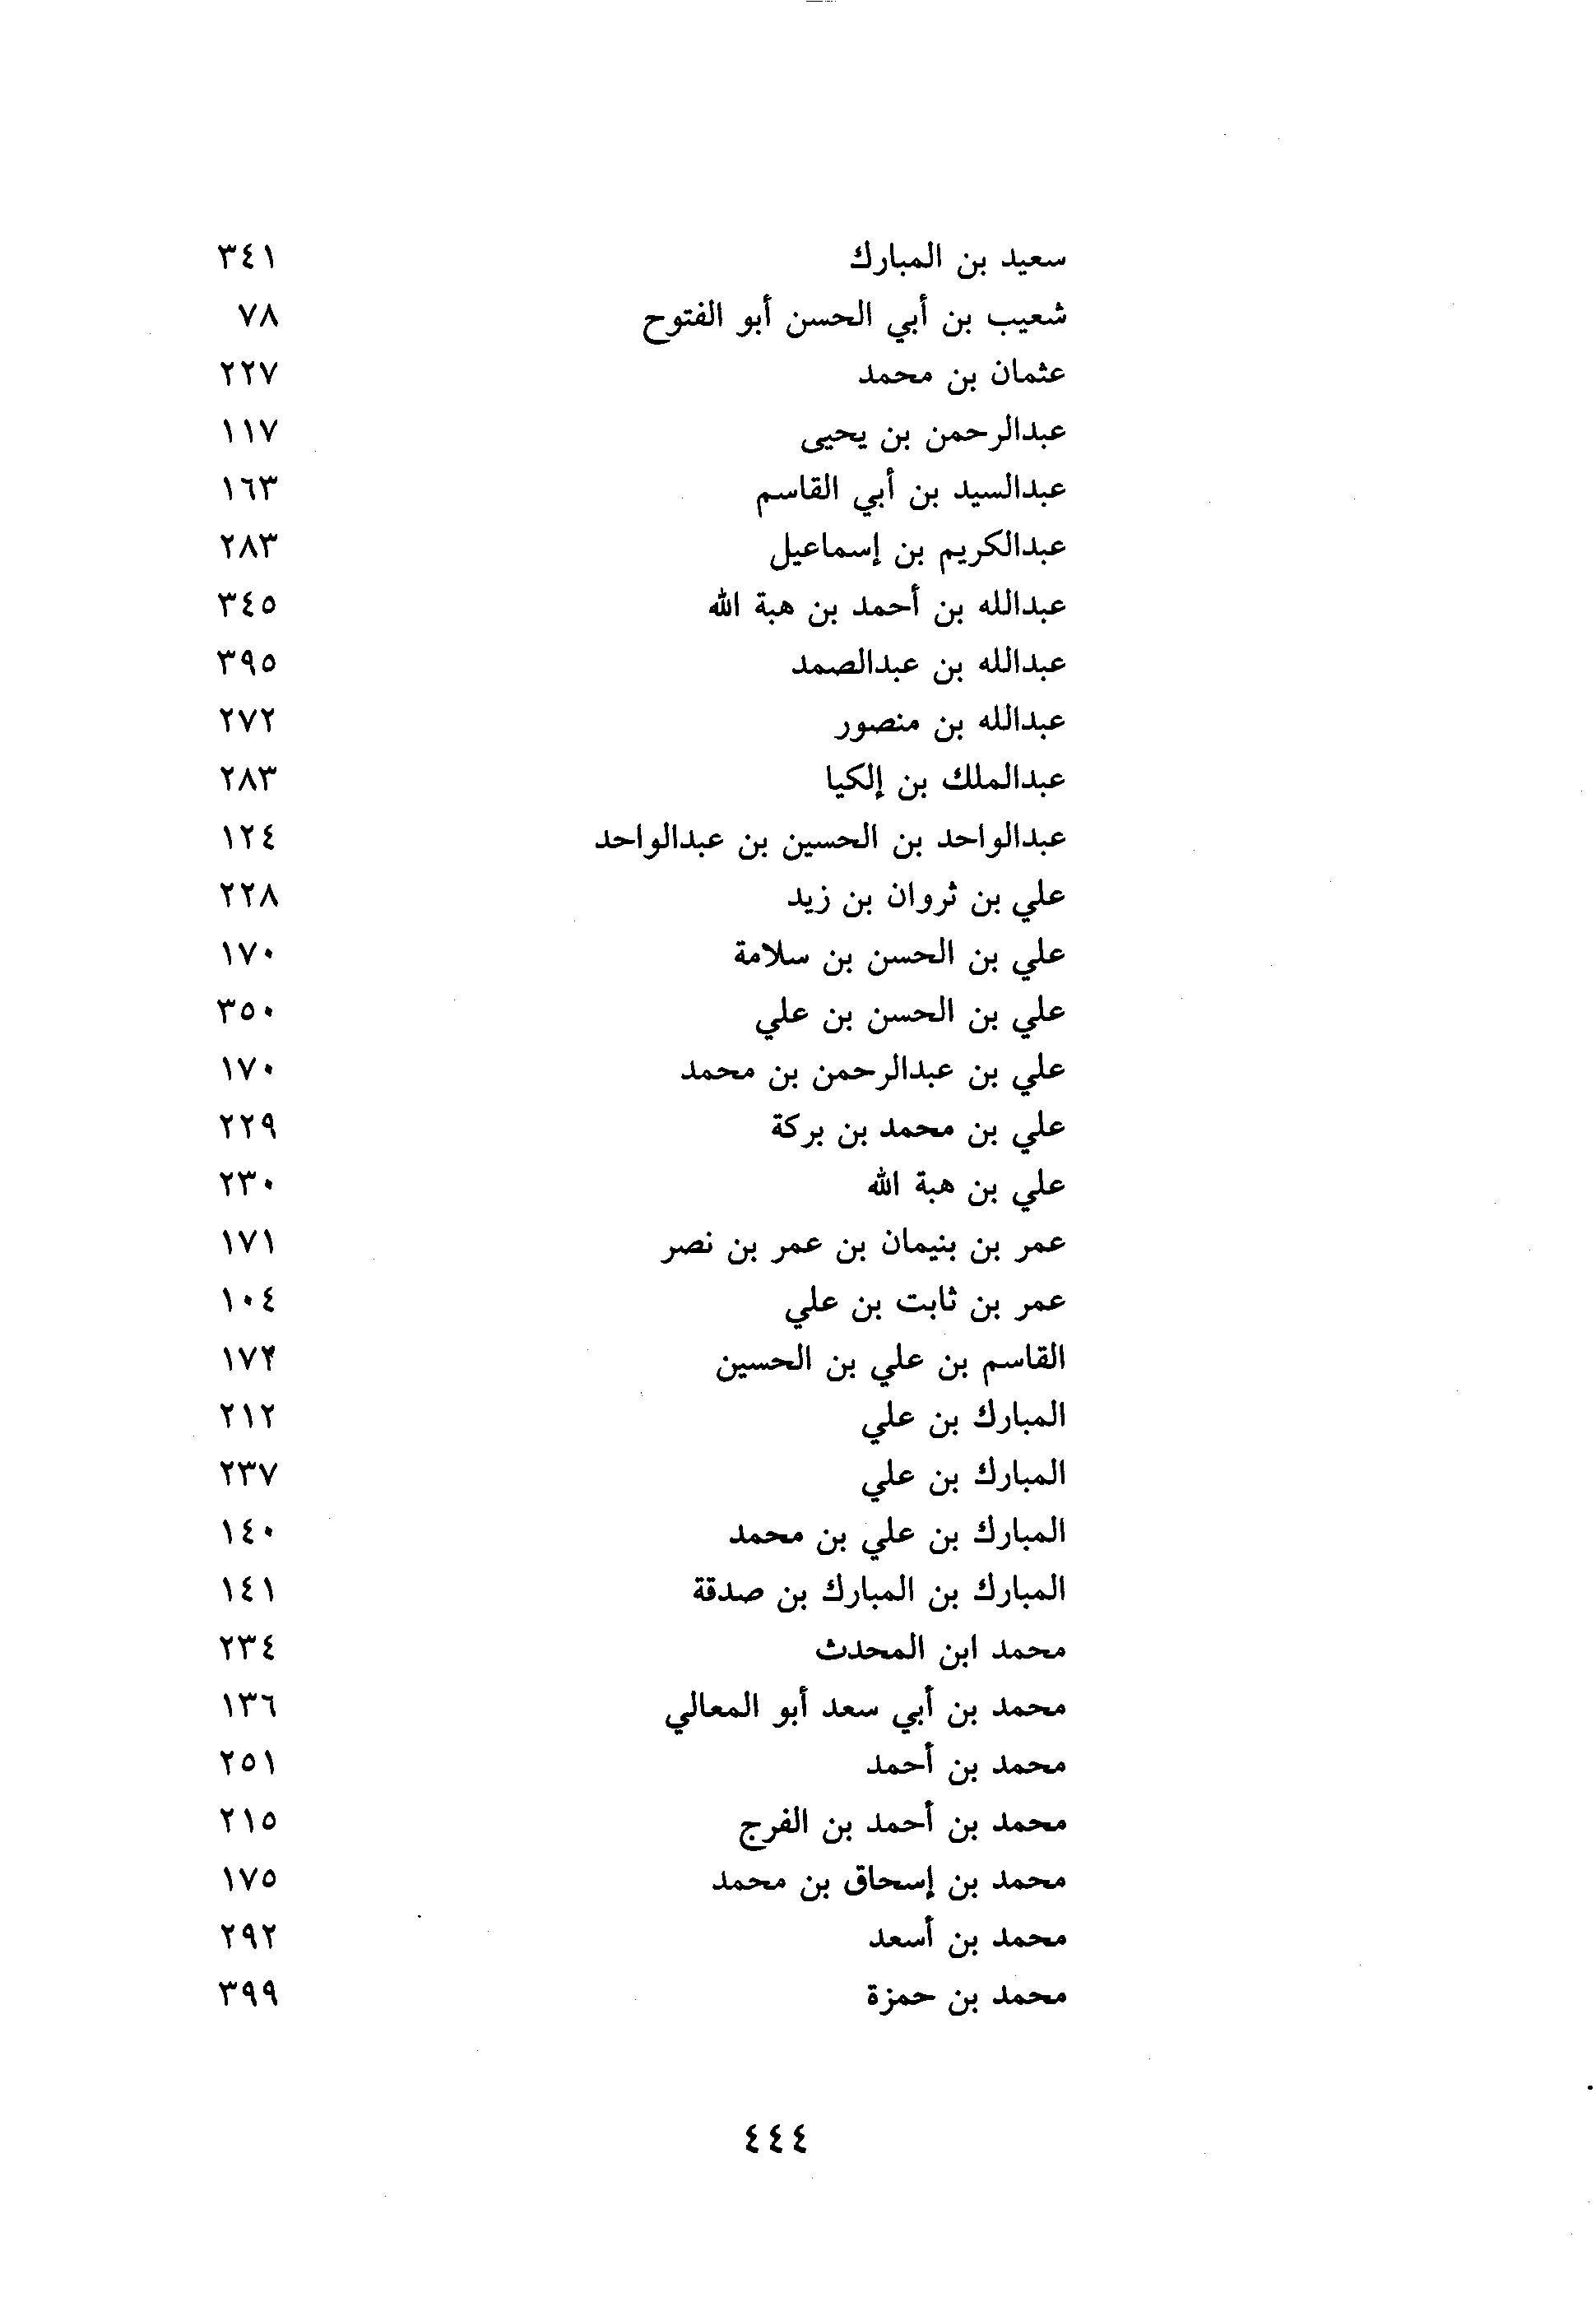 سعيد بن المبارك ٣٤١
شعيب بن أبي الحسن أبو الفتوح ٧٨
عثمان بن محمد ٢٢٧
عبدالرحمن بن يحيى ١١٧
عبدالسيد بن أبي القاسم ١٦٣
عبدالكريم بن إسماعيل ٢٨٣
عبدالله بن أحمد بن هبة الله ٣٤٥
عبدالله بن عبدالصمد ٣٩٥
عبدالله بن منصور ٢٧٢
عبدالملك بن إلكيا ٢٨٣
عبدالواحد بن الحسين بن عبدالواحد ١٢٤
علي بن ثروان بن زيد ٢٢٨
علي بن الحسن بن سلامة ١٧٠
علي بن الحسن بن علي ٣٥٠
علي بن عبدالرحمن بن محمد ١٧٠
علي بن محمد بن بركة ٢٢٩
علي بن هبة الله ٢٣٠
عمر بن بنيمان بن عمر بن نصر ١٧١
عمر بن ثابت بن علي ١٠٤
القاسم بن علي بن الحسين ١٧٢
المبارك بن علي ٢١٢
المبارك بن علي ٢٣٧
المبارك بن علي بن محمد ١٤٠
المبارك بن المبارك بن صدقة ١٤١
محمد ابن المحدث ٢٣٤
محمد بن أبي سعد أبو المعالي ١٣٦
محمد بن أحمد ٢٥١
محمد بن أحمد بن الفرج ٢١٥
محمد بن إسحاق بن محمد ١٧٥
محمد بن أسعد ٢٩٢
محمد بن حمزة ٣٩٩
٤٤٤